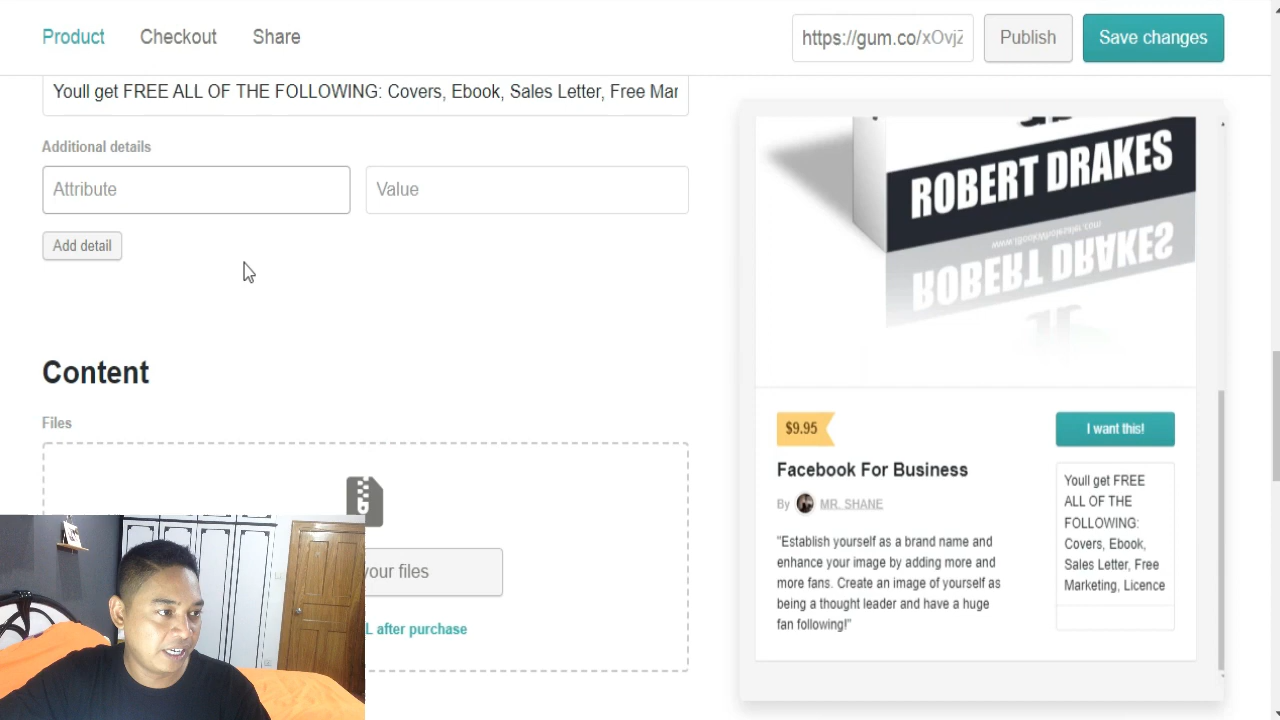 Product Checkout Share https://gum.co/xOvjZ Publish Save changes
Youll get FREE ALL OF THE FOLLOWING: Covers, Ebook, Sales Letter, Free Mar
Additional details
Attribute Value
Add detail
Content
Files
your files
L after purchase
ROBERT DRAKES
www.IBookWholesaler.com
ROBERT DRAKES
$9.95 I want this!
Facebook For Business
By MR. SHANE
"Establish yourself as a brand name and
enhance your image by adding more and
more fans. Create an image of yourself as
being a thought leader and have a huge
fan following!"
Youll get FREE
ALL OF THE
FOLLOWING:
Covers, Ebook,
Sales Letter, Free
Marketing, Licence